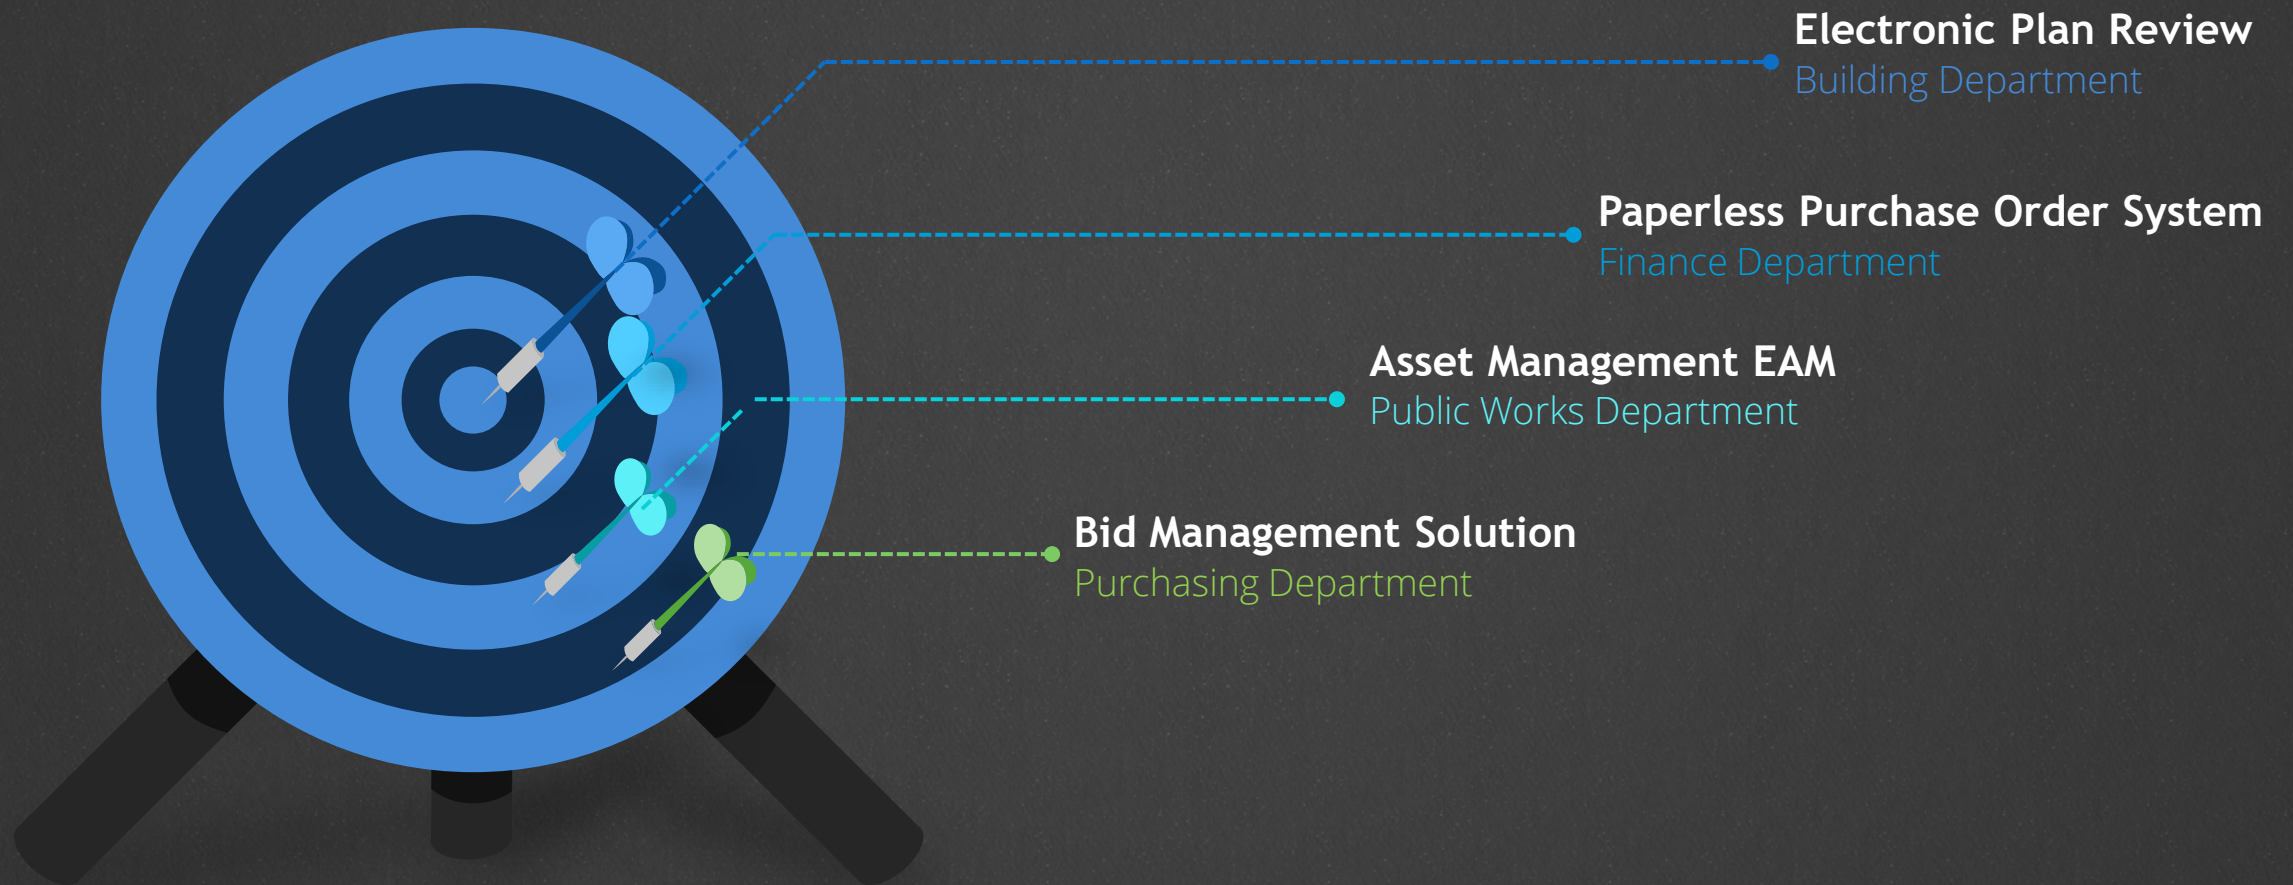 Electronic Plan Review
Building Department
Paperless Purchase Order System
Finance Department
Asset Management EAM
Public Works Department
Bid Management Solution
Purchasing Department